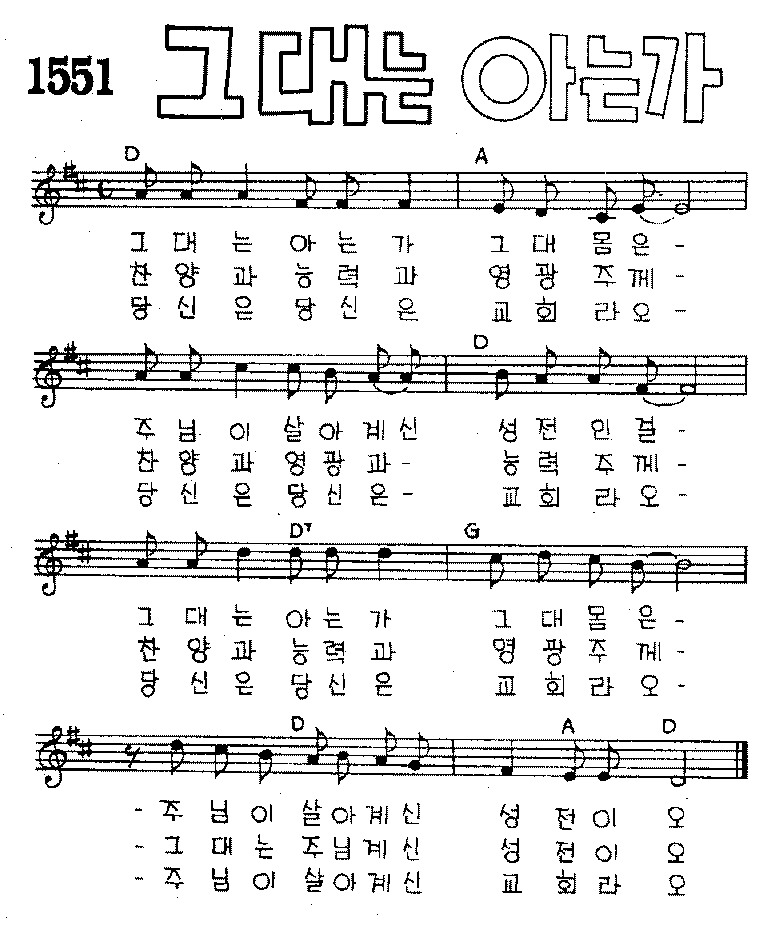 1551 그대는 아는가
D A
그대는 아는가 그대 몸은-
찬양과 능력과 영광 주께-
당신은 당신은 교회라오-
D
주님이 살아계신 성전인걸-
찬양과 영광과- 능력 주께-
당신은 당신은- 교회라오-
D7 G
그대는 아는가 그대 몸은-
찬양과 능력과 영광 주께-
당신은 당신은 교회라오-
D A D
-주님이 살아계신 성전이오
-그대는 주님계신 성전이오
-주님이 살아계신 교회라오